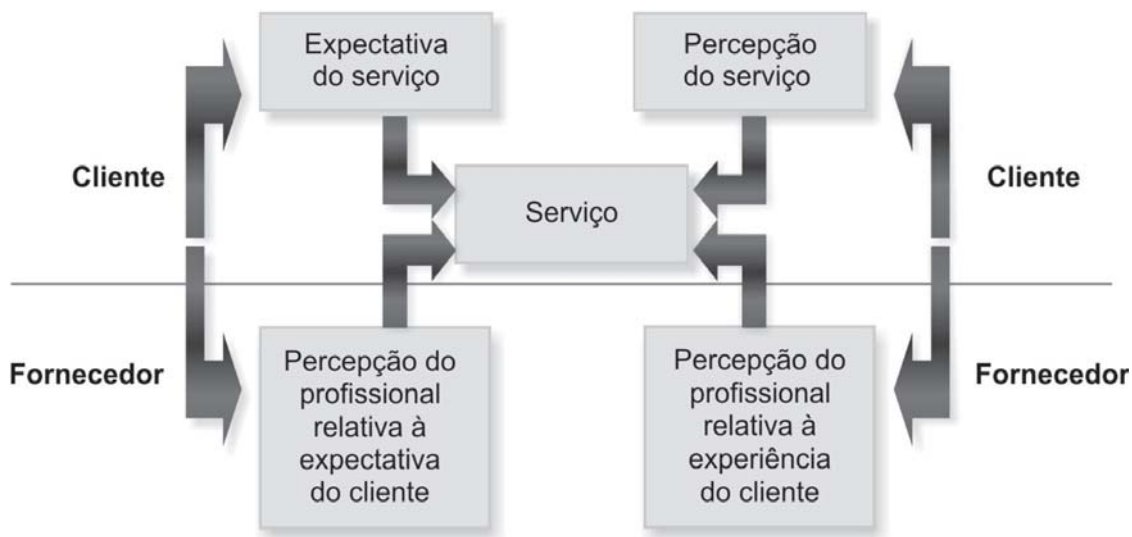 Expectativa
do serviço
Percepção
do serviço
Cliente
Serviço
Cliente
Fornecedor
Percepção do
profissional
relativa à
expectativa
do cliente
Percepção do
profissional
relativa à
experiência
do cliente
Fornecedor